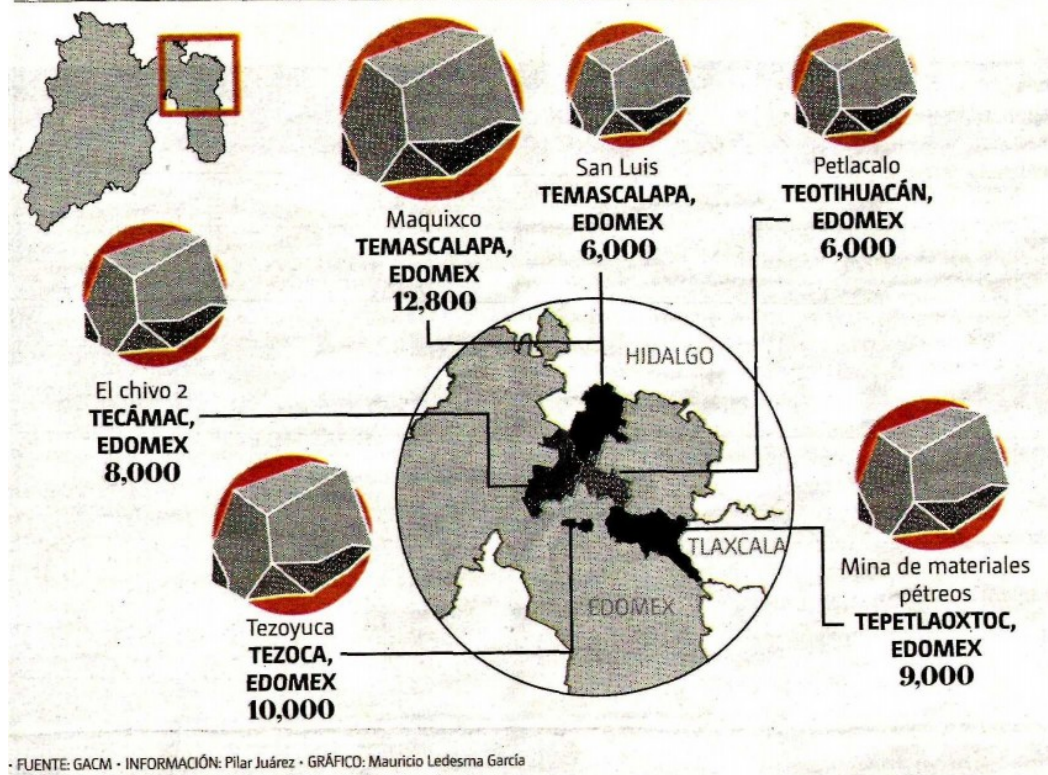 Maquixco
TEMASCALAPA,
EDOMEX
12,800
San Luis
TEMASCALAPA,
EDOMEX
6,000
Petlacalo
TEOTIHUACÁN,
EDOMEX
6,000
El chivo 2
TECÁMAC,
EDOMEX
8,000
Tezoyuca
TEZOCA,
EDOMEX
10,000
HIDALGO
TLAXCALA
EDOMEX
Mina de materiales
pétreos
TEPETLAOXTOC,
EDOMEX
9,000
· FUENTE: GACM · INFORMACIÓN: Pilar Juárez · GRÁFICO: Mauricio Ledesma García